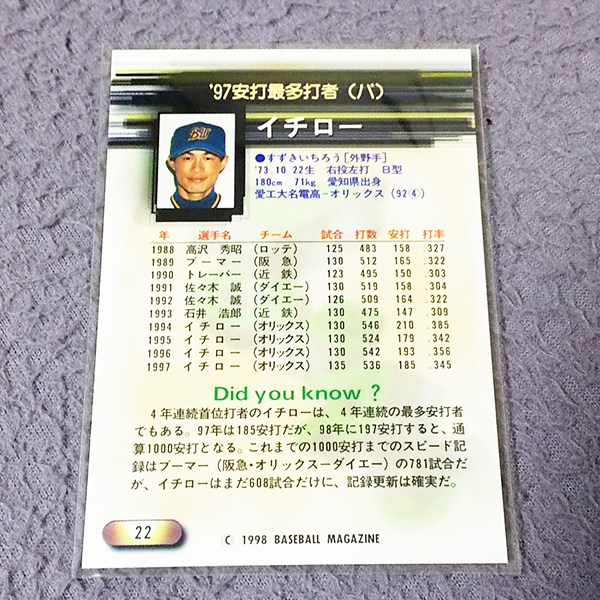 '97安打最多打者（パ）
イチロー
●すずきいちろう［外野手］
'73.10.22生 右投左打 B型
180cm 71kg 愛知県出身
愛工大名電高－オリックス（92④）
年 選手名 チーム 試合 打数 安打 打率
1988 高沢 秀昭 （ロッテ） 125 483 158 .327
1989 ブーマー （阪急） 130 512 165 .322
1990 トレーバー （近鉄） 123 495 150 .303
1991 佐々木 誠 （ダイエー） 130 519 158 .304
1992 佐々木 誠 （ダイエー） 126 509 164 .322
1993 石井 浩郎 （近鉄） 130 475 147 .309
1994 イチロー （オリックス） 130 546 210 .385
1995 イチロー （オリックス） 130 524 179 .342
1996 イチロー （オリックス） 130 542 193 .356
1997 イチロー （オリックス） 135 536 185 .345
Did you know ?
4年連続首位打者のイチローは、4年連続の最多安打者
でもある。97年は185安打だが、98年に197安打すると、通
算1000安打となる。これまでの1000安打までのスピード記
録はブーマー（阪急・オリックス－ダイエー）の781試合だ
が、イチローはまだ608試合だけに、記録更新は確実だ。
22
© 1998 BASEBALL MAGAZINE